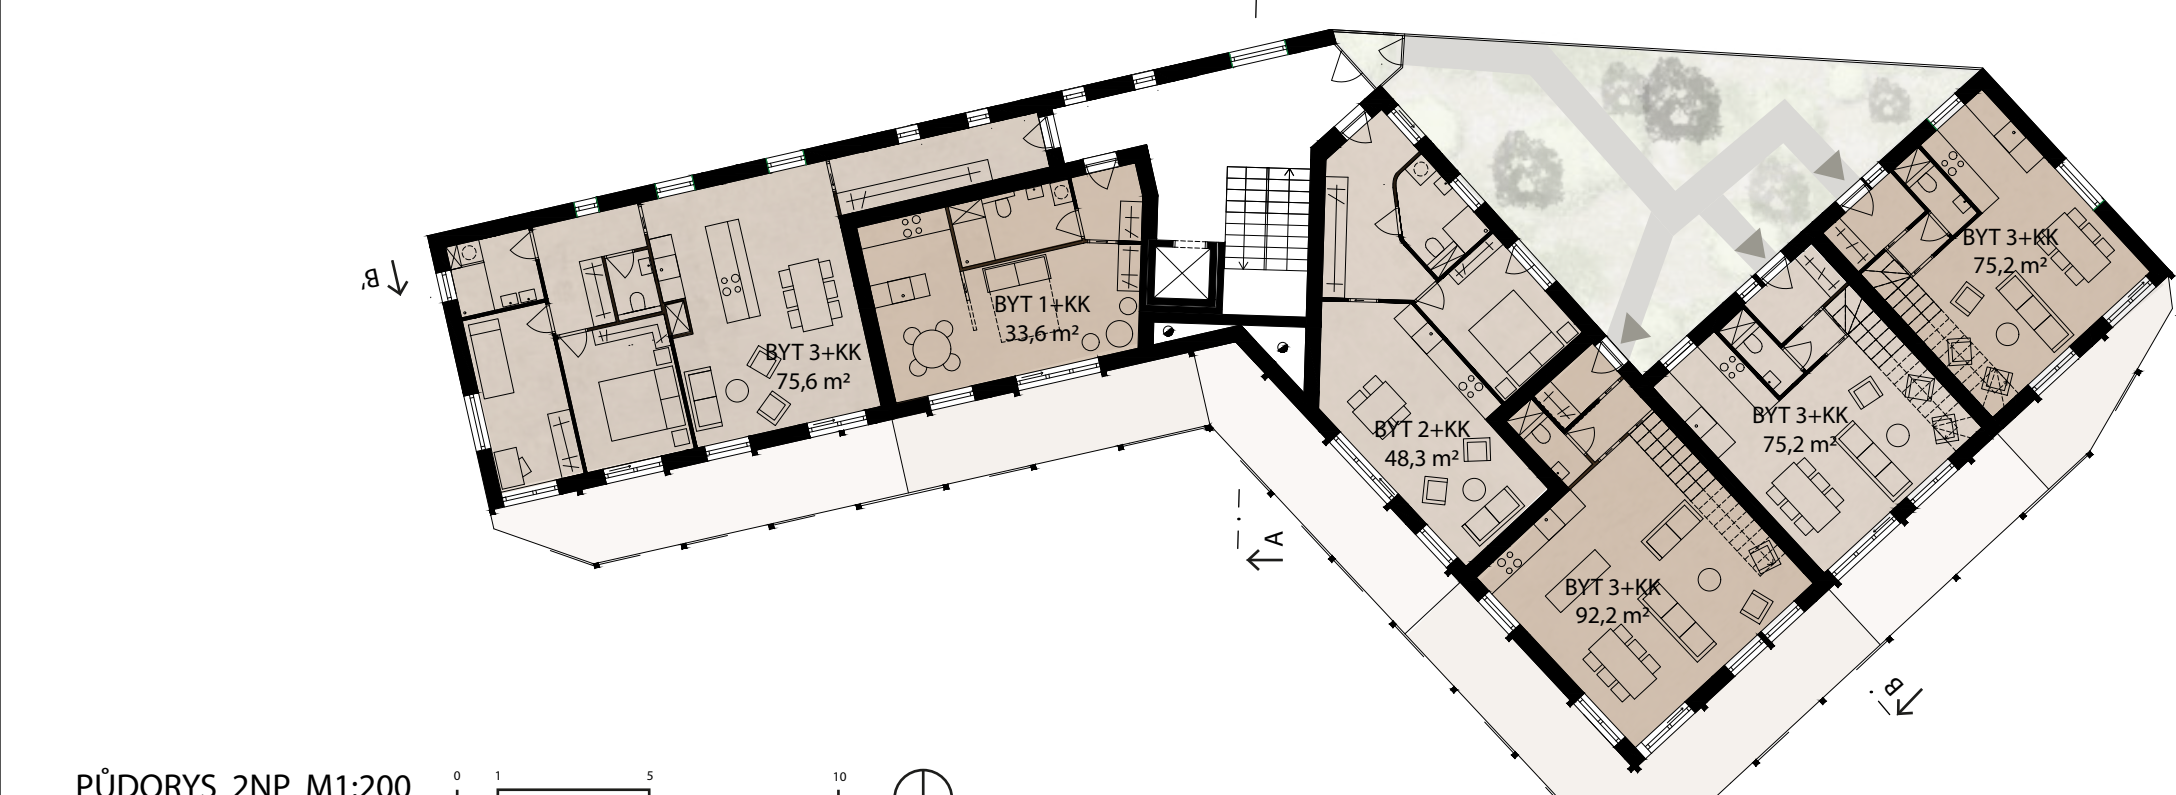 B'
BYT 3+KK
75,2 m²
BYT 1+KK
33,6 m²
BYT 3+KK
75,6 m²
BYT 3+KK
75,2 m²
BYT 2+KK
48,3 m²
A
BYT 3+KK
92,2 m²
B
PŮDORYS 2NP M1:200
0 1 5 10